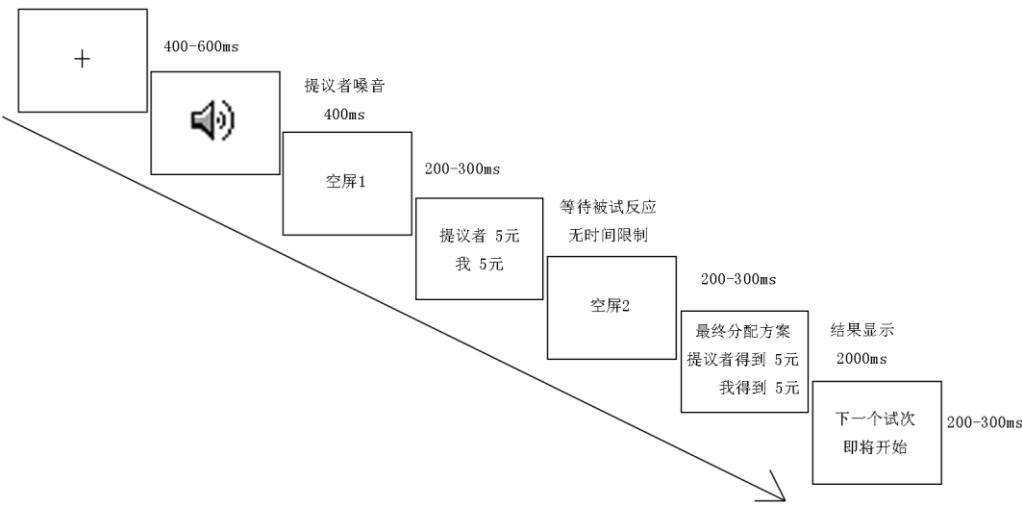 +
400-600ms
提议者嗓音
400ms
空屏1
200-300ms
提议者 5元
我 5元
等待被试反应
无时间限制
空屏2
200-300ms
最终分配方案
提议者得到 5元
我得到 5元
结果显示
2000ms
下一个试次
即将开始
200-300ms